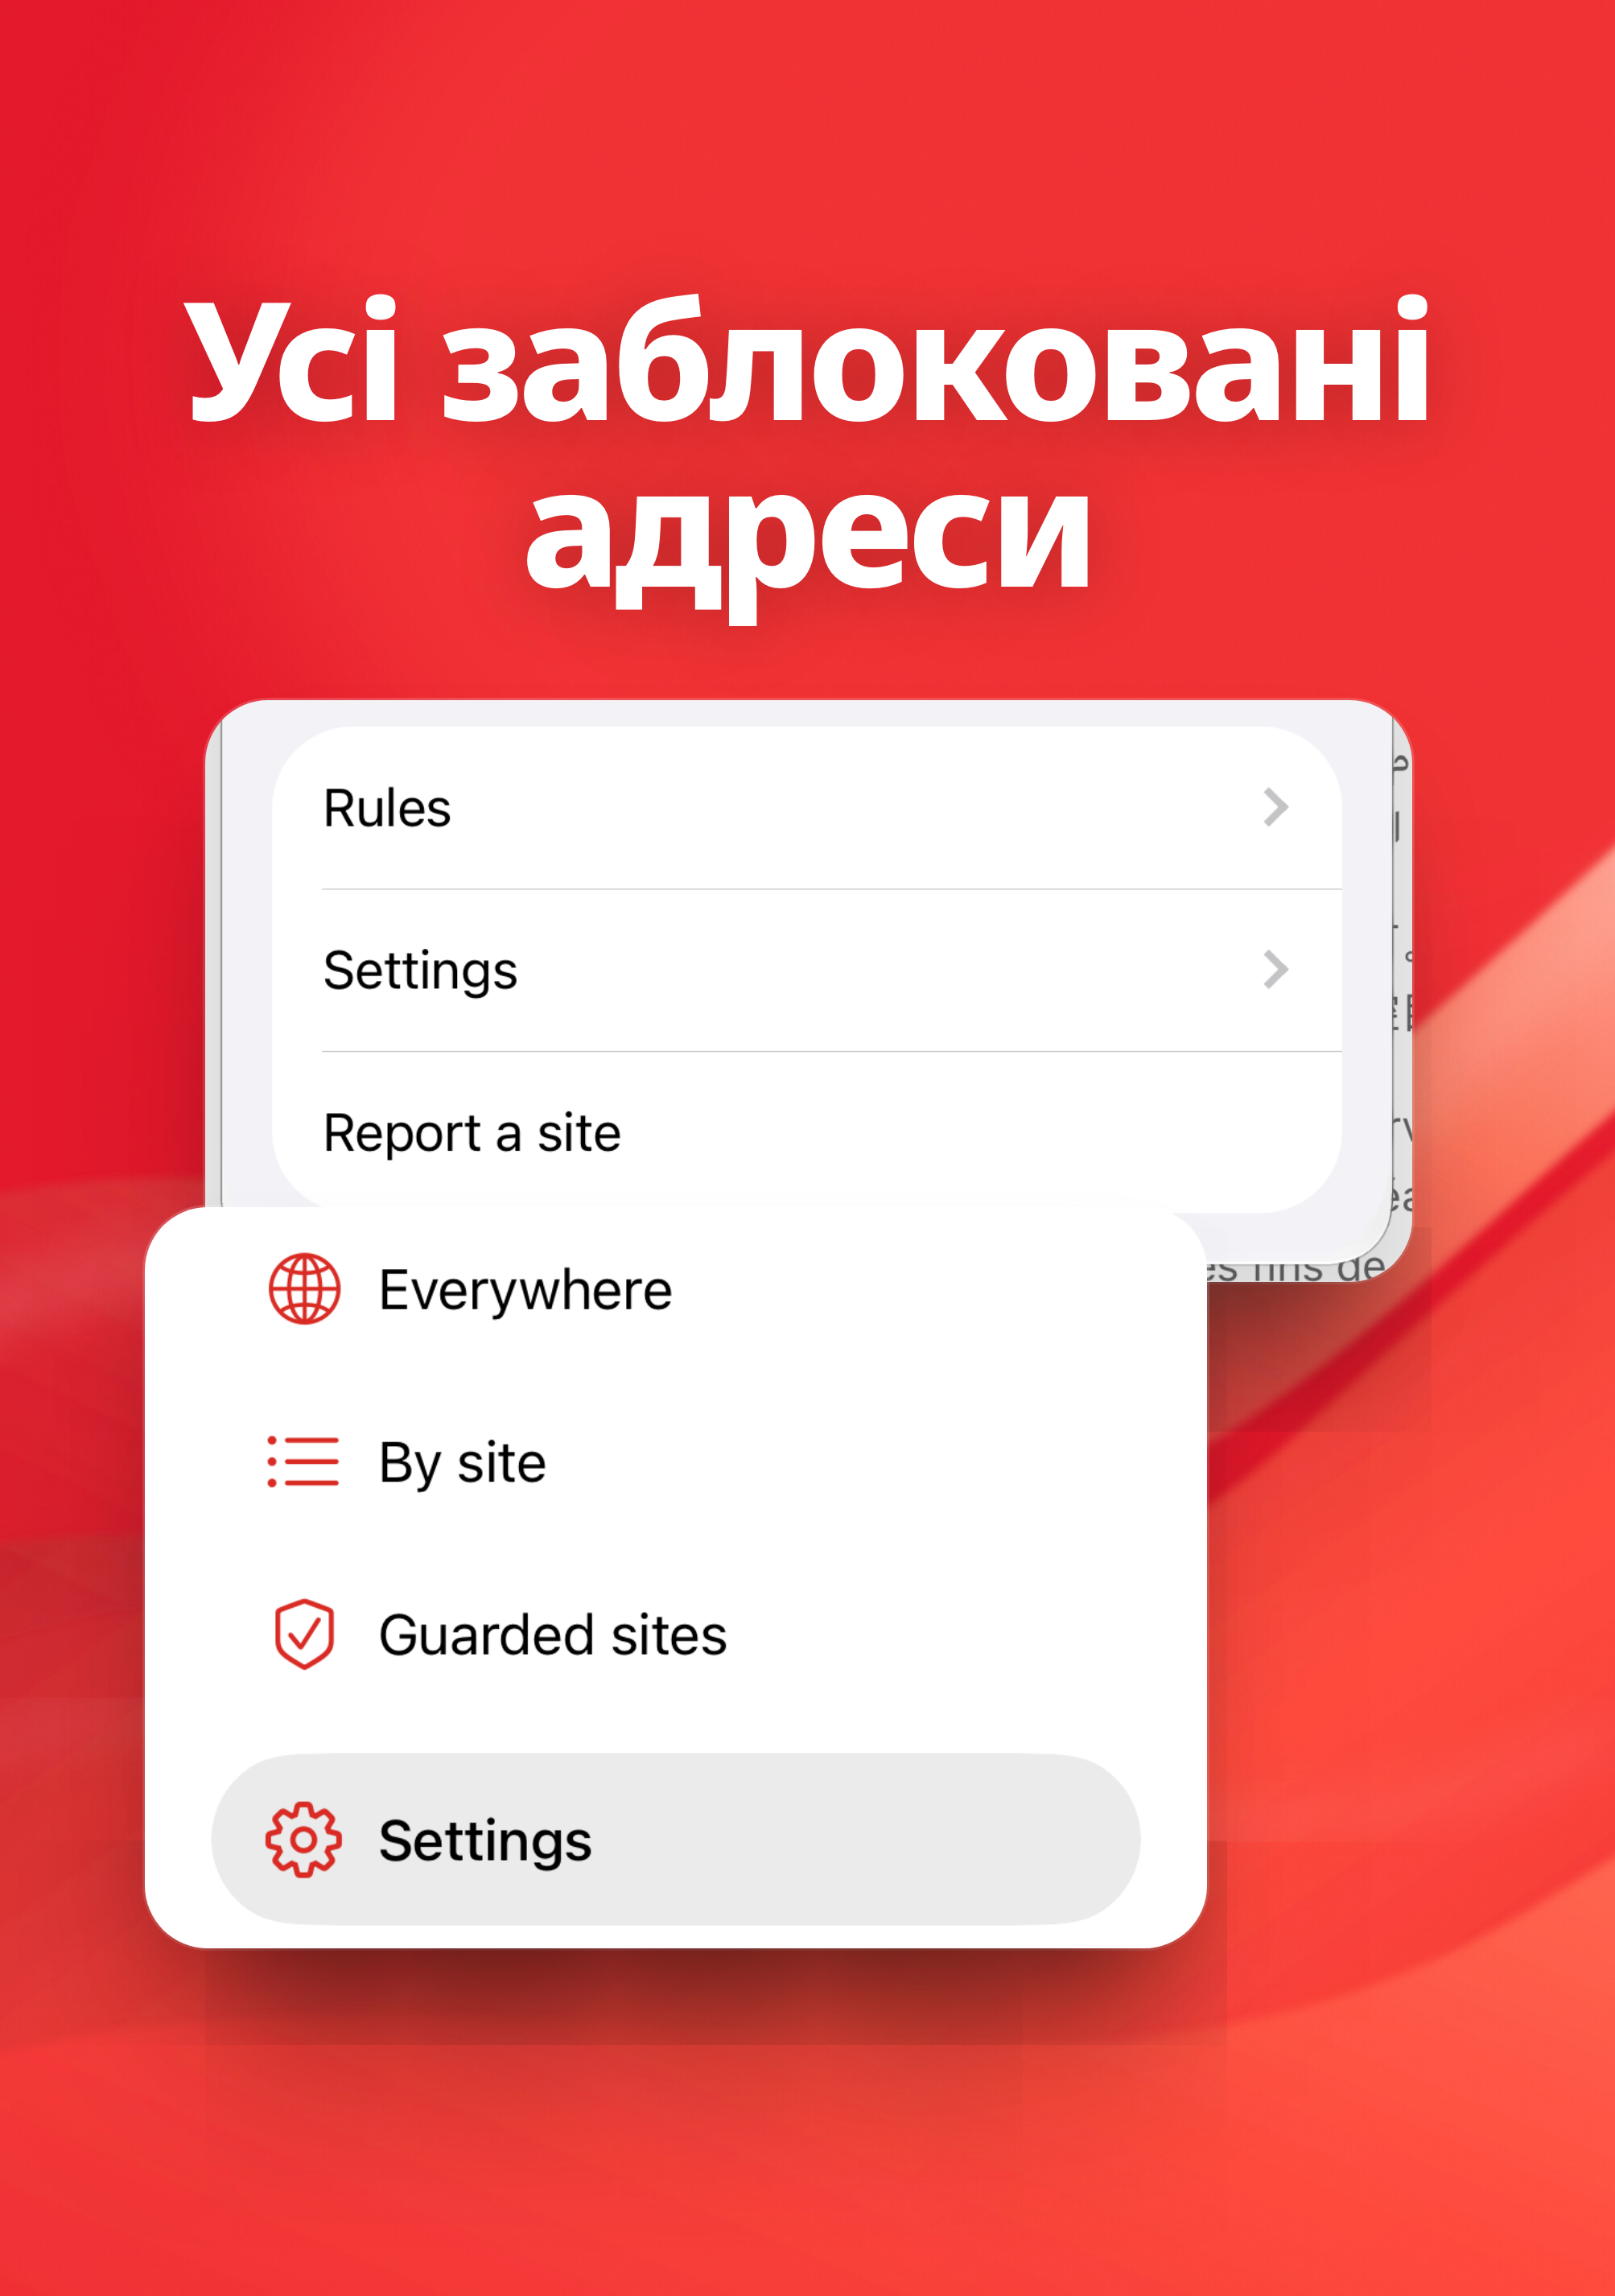 Усі заблоковані
адреси
Rules
Settings
Report a site
Everywhere
By site
Guarded sites
Settings